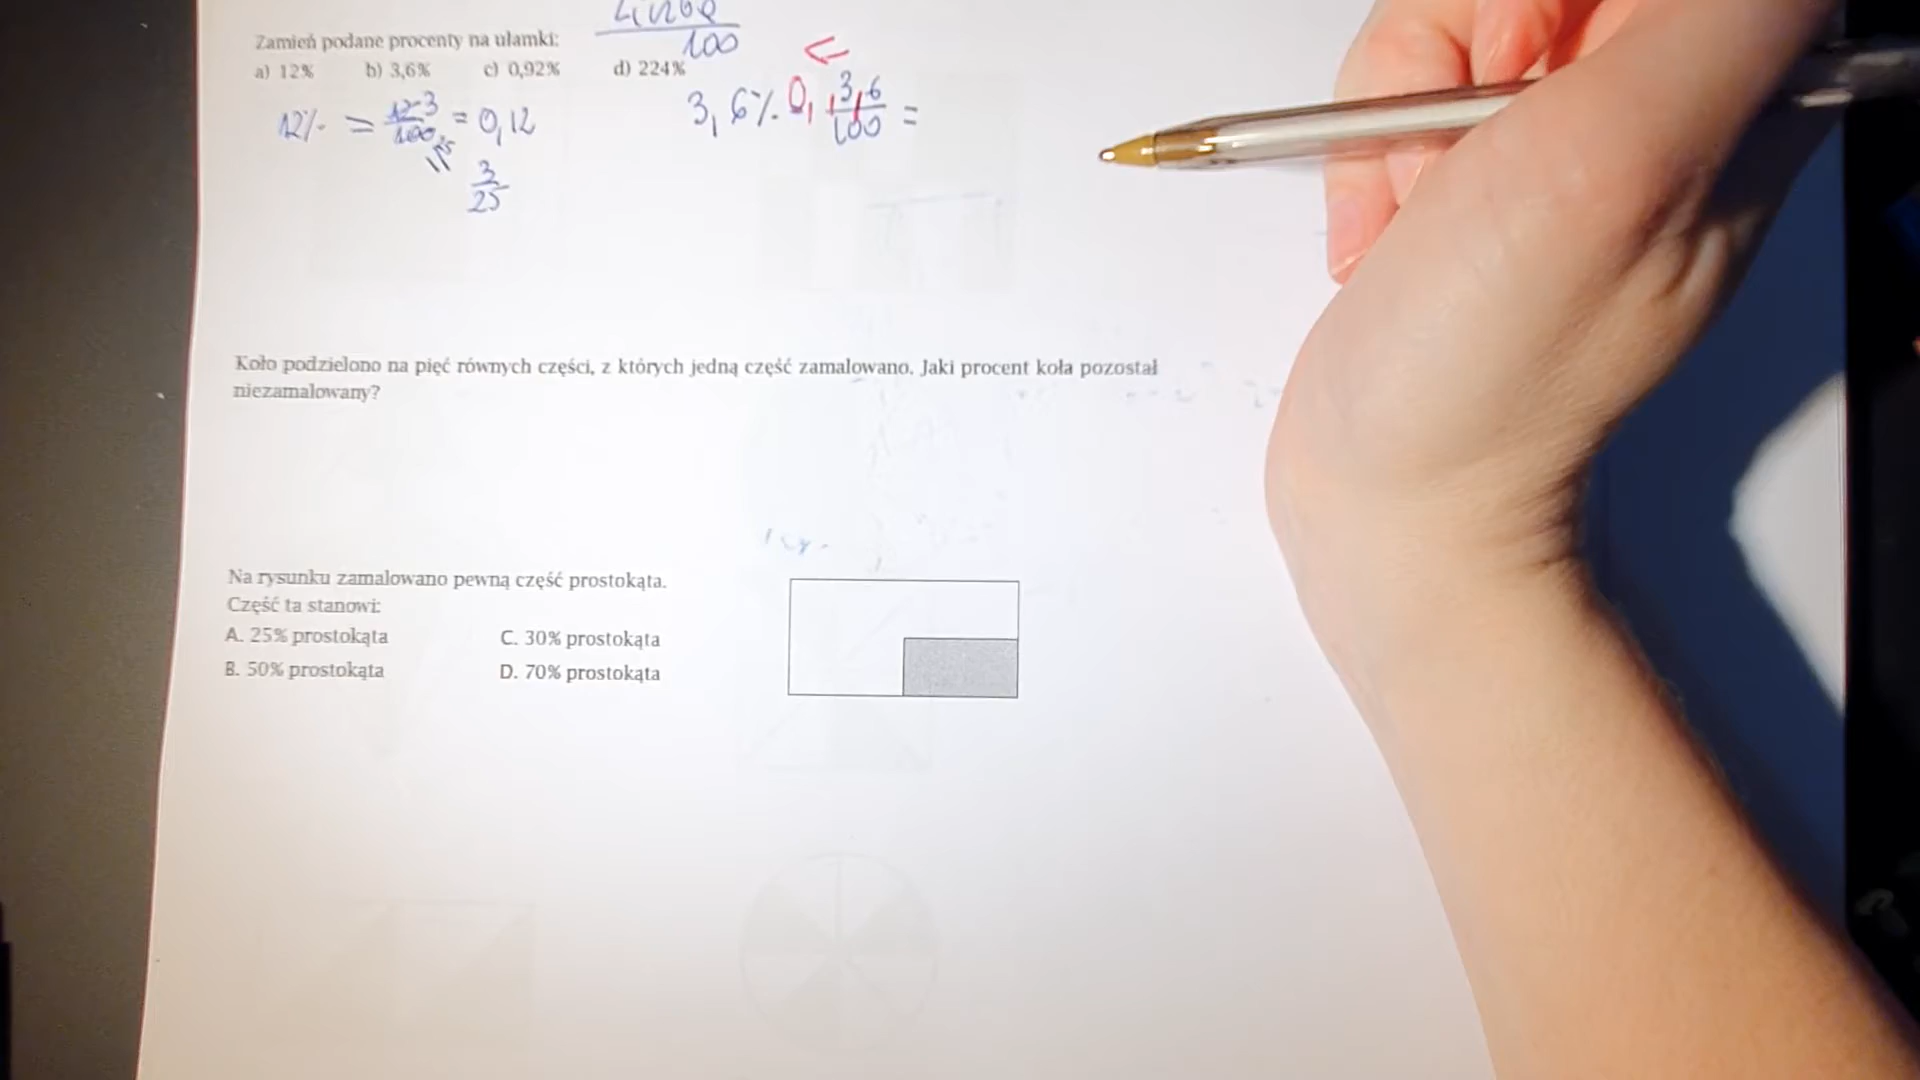 Liczba
100
Zamień podane procenty na ułamki:
a) 12% b) 3,6% c) 0,92% d) 224%
12% = 12 3 / 100 25 = 0,12
3
25
3,6% 0, 3,6 / 100 =
Koło podzielono na pięć równych części, z których jedną część zamalowano. Jaki procent koła pozostał
niezamalowany?
Na rysunku zamalowano pewną część prostokąta.
Część ta stanowi:
A. 25% prostokąta C. 30% prostokąta
B. 50% prostokąta D. 70% prostokąta